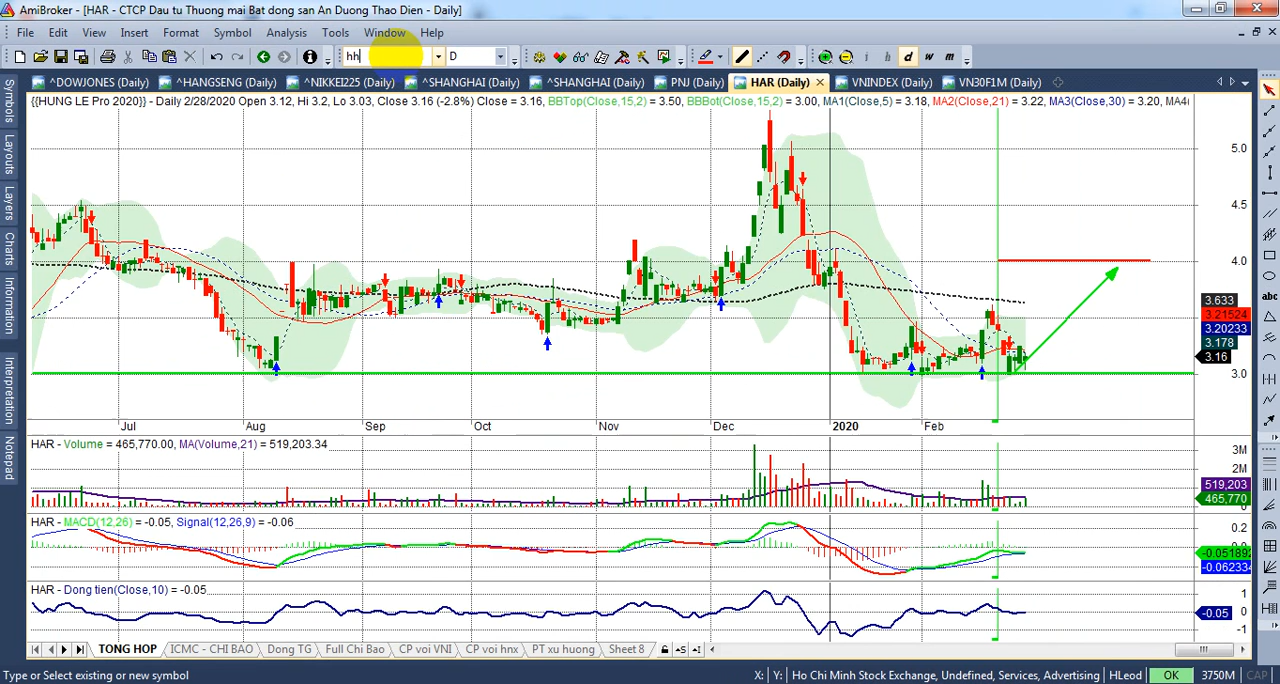 AmiBroker - [HAR - CTCP Dau tu Thuong mai Bat dong san An Duong Thao Dien - Daily]
File Edit View Insert Format Symbol Analysis Tools Window Help
hh D i h d w m
^DOWJONES (Daily) ^HANGSENG (Daily) ^NIKKEI225 (Daily) ^SHANGHAI (Daily) ^SHANGHAI (Daily) PNJ (Daily) HAR (Daily) VNINDEX (Daily) VN30F1M (Daily)
{{HUNG LE Pro 2020}} - Daily 2/28/2020 Open 3.12, Hi 3.2, Lo 3.03, Close 3.16 (-2.8%) Close = 3.16, BBTop(Close,15,2) = 3.50, BBBot(Close,15,2) = 3.00, MA1(Close,5) = 3.18, MA2(Close,21) = 3.22, MA3(Close,30) = 3.20, MA4(
Symbols
Layouts
Layers
Charts
Information
Interpretation
Notepad
abc
5.0
4.5
4.0
3.633
3.21524
3.20233
3.178
3.16
3.0
Jul Aug Sep Oct Nov Dec 2020 Feb
HAR - Volume = 465,770.00, MA(Volume,21) = 519,203.34
3M
2M
519,203
465,770
HAR - MACD(12,26) = -0.05, Signal(12,26,9) = -0.06
0.2
0.0
-0.051892
-0.062334
HAR - Dong tien(Close,10) = -0.05
1
0
-0.05
-1
TONG HOP ICMC - CHI BAO Dong TG Full Chi Bao CP voi VNI CP voi hnx PT xu huong Sheet 8
Type or Select existing or new symbol X: Y: Ho Chi Minh Stock Exchange, Undefined, Services, Advertising HLeod OK 3750M CAP